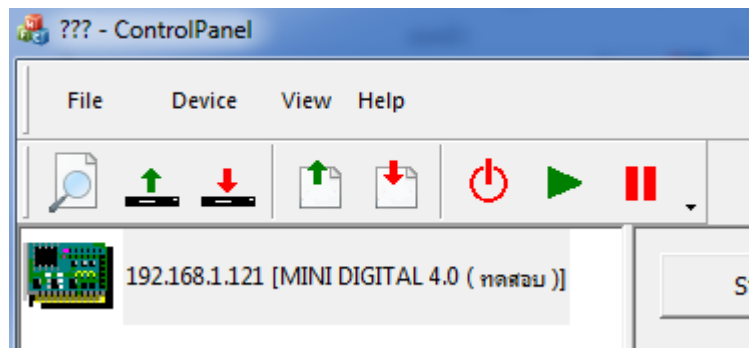 ??? - ControlPanel
File Device View Help
192.168.1.121 [MINI DIGITAL 4.0 ( ทดสอบ )]